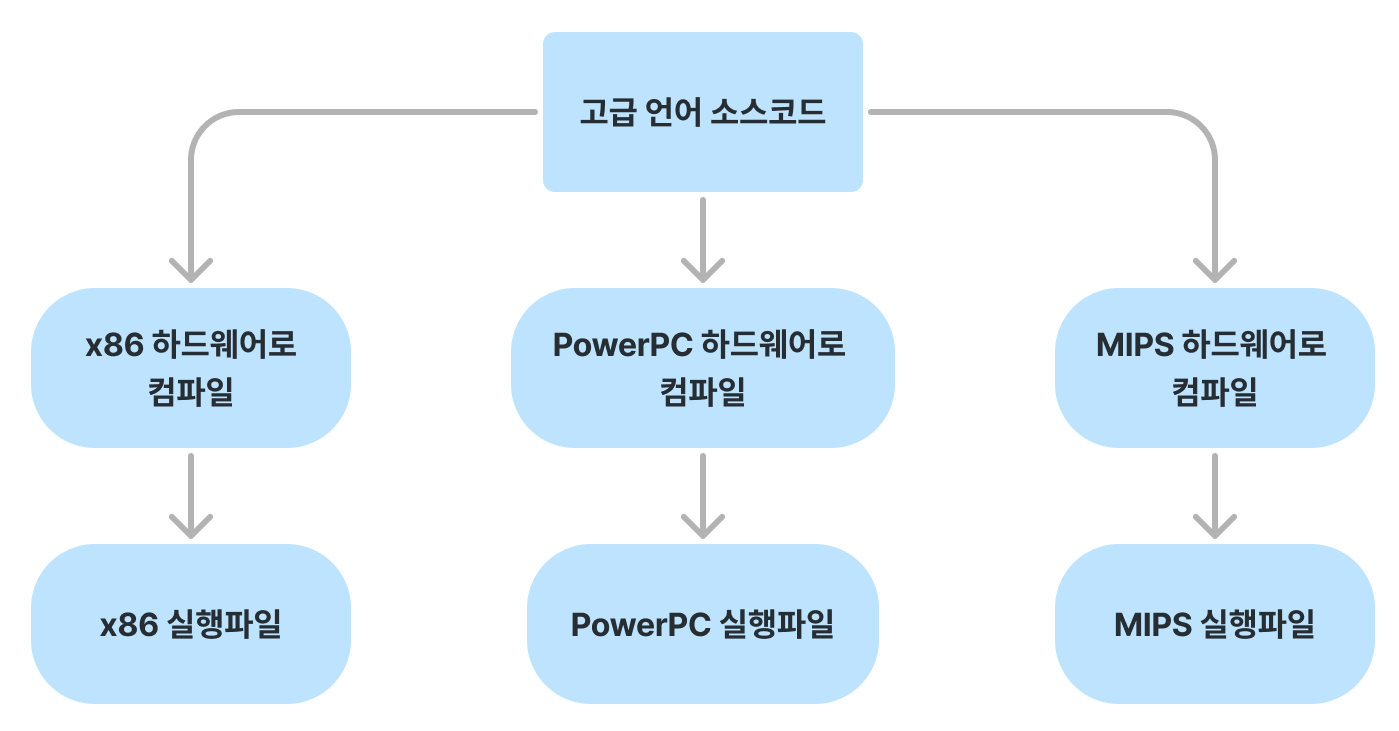 고급 언어 소스코드
x86 하드웨어로
컴파일
PowerPC 하드웨어로
컴파일
MIPS 하드웨어로
컴파일
x86 실행파일
PowerPC 실행파일
MIPS 실행파일